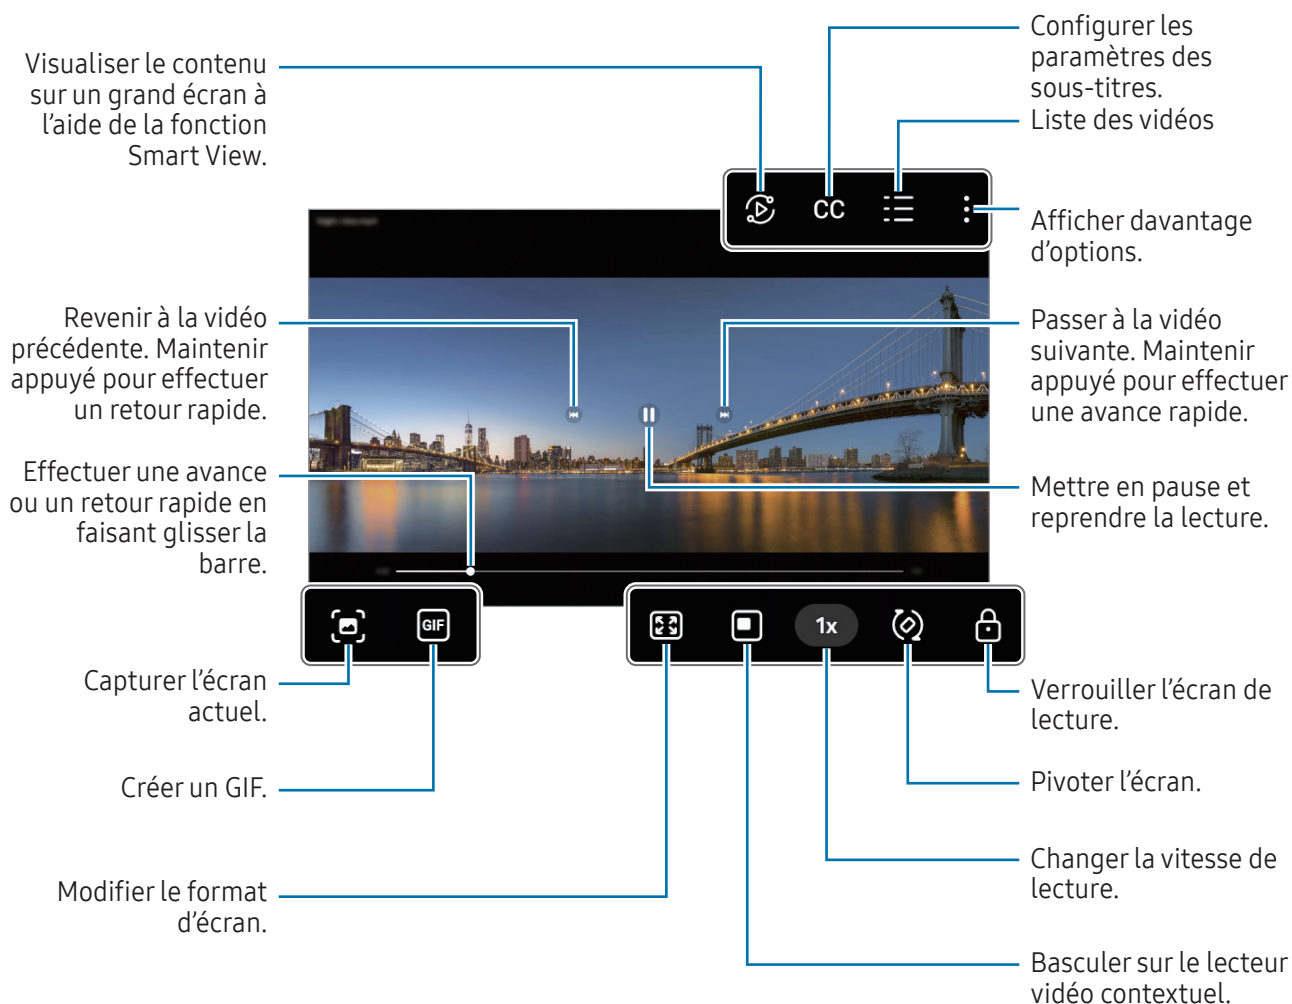 Configurer les
paramètres des
sous-titres.
Visualiser le contenu
sur un grand écran à
l'aide de la fonction
Smart View.
Liste des vidéos
CC
Afficher davantage
d'options.
Revenir à la vidéo
précédente. Maintenir
appuyé pour effectuer
un retour rapide.
Passer à la vidéo
suivante. Maintenir
appuyé pour effectuer
une avance rapide.
Effectuer une avance
ou un retour rapide en
faisant glisser la
barre.
Mettre en pause et
reprendre la lecture.
GIF
1x
Capturer l'écran
actuel.
Verrouiller l'écran de
lecture.
Créer un GIF.
Pivoter l'écran.
Modifier le format
d'écran.
Changer la vitesse de
lecture.
Basculer sur le lecteur
vidéo contextuel.